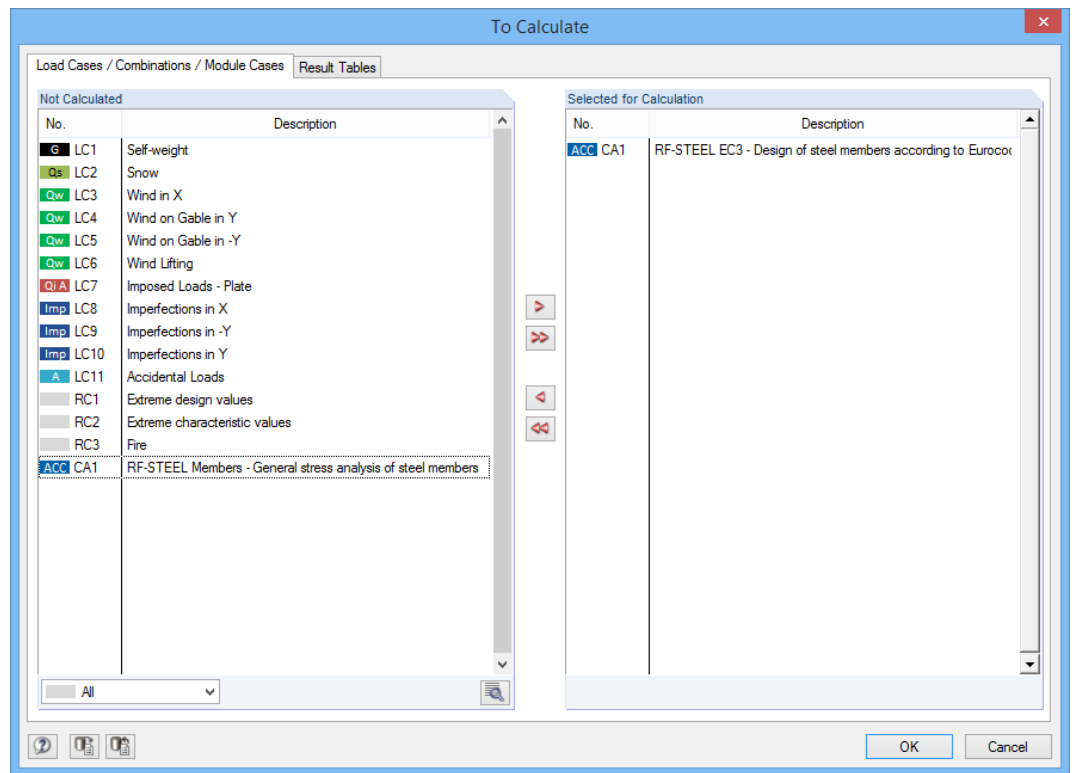 To Calculate
Load Cases / Combinations / Module Cases Result Tables
Not Calculated
No. Description
G LC1 Self-weight
Qs LC2 Snow
Qw LC3 Wind in X
Qw LC4 Wind on Gable in Y
Qw LC5 Wind on Gable in -Y
Qw LC6 Wind Lifting
Qi A LC7 Imposed Loads - Plate
Imp LC8 Imperfections in X
Imp LC9 Imperfections in -Y
Imp LC10 Imperfections in Y
A LC11 Accidental Loads
RC1 Extreme design values
RC2 Extreme characteristic values
RC3 Fire
ACC CA1 RF-STEEL Members - General stress analysis of steel members
All
Selected for Calculation
No. Description
ACC CA1 RF-STEEL EC3 - Design of steel members according to Euroco
OK Cancel